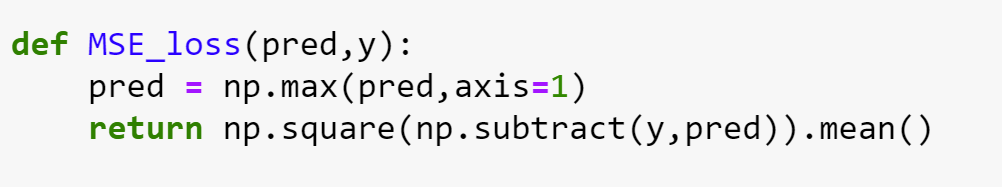 def MSE_loss(pred,y):
    pred = np.max(pred,axis=1)
    return np.square(np.subtract(y,pred)).mean()